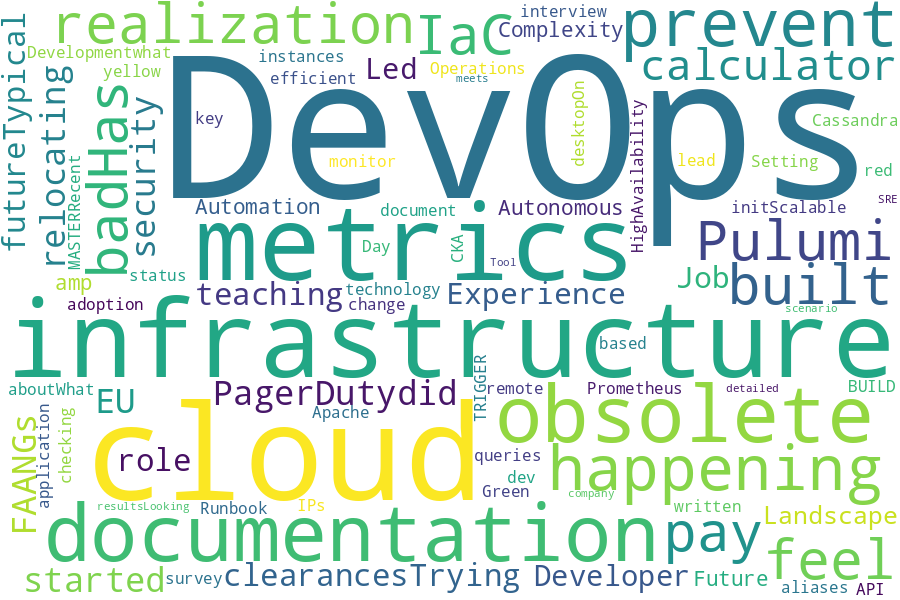 interview
realization
IaC
Complexity
prevent
Developmentwhat
instances
yellow
efficient
Led
Operations
meets
calculator
DevOps
futureTypical
relocating
badHas
security
key
monitor
desktopOn
lead
Setting
Cassandra
red
HighAvailability
MASTERRecent
SRE
Automation
document
Autonomous
initScalable
metrics
Day
CKA
Tool
Pulumi
status
amp
adoption
teaching
technology
change
Experience
Job
built
scenario
infrastructure
based
aboutWhat
EU
PagerDutydid
TRIGGER
remote
Prometheus
detailed
BUILD
Apache
FAANGs
application
checking
cloud
obsolete
role
queries
happening
dev
Green
company
resultsLooking
Runbook
IPs
written
documentation
pay
Landscape
feel
started
survey
clearancesTrying
Developer
Future
aliases
API